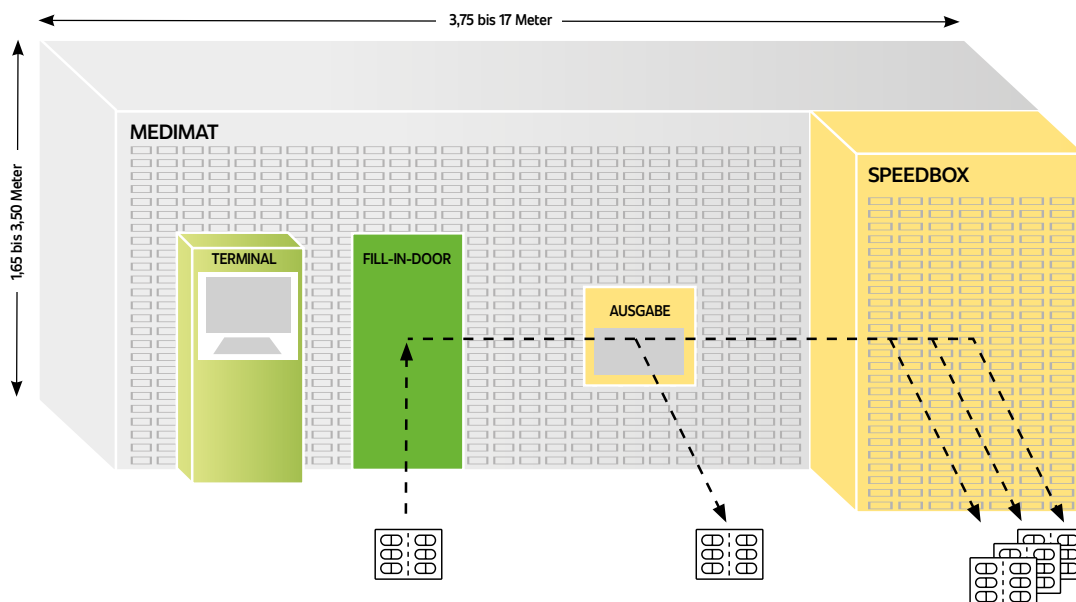 3,75 bis 17 Meter
1,65 bis 3,50 Meter
MEDIMAT
SPEEDBOX
TERMINAL
FILL-IN-DOOR
AUSGABE